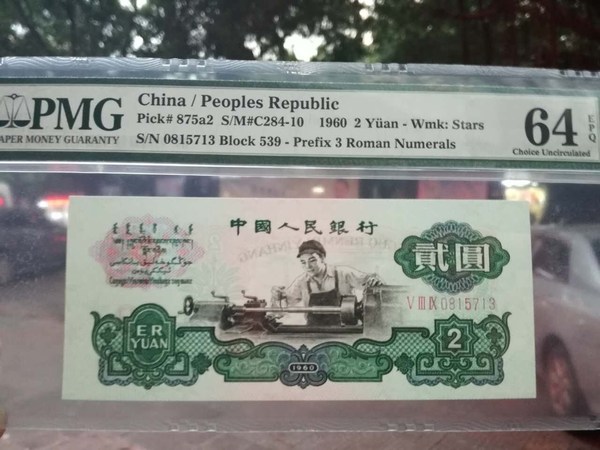 PMG
PAPER MONEY GUARANTY
China / Peoples Republic
Pick# 875a2 S/M#C284-10 1960 2 Yüan - Wmk: Stars
S/N 0815713 Block 539 - Prefix 3 Roman Numerals
64 EPQ
Choice Uncirculated
中國人民銀行
貳圓
V III IX 0815713
ER
YUAN
1960
2